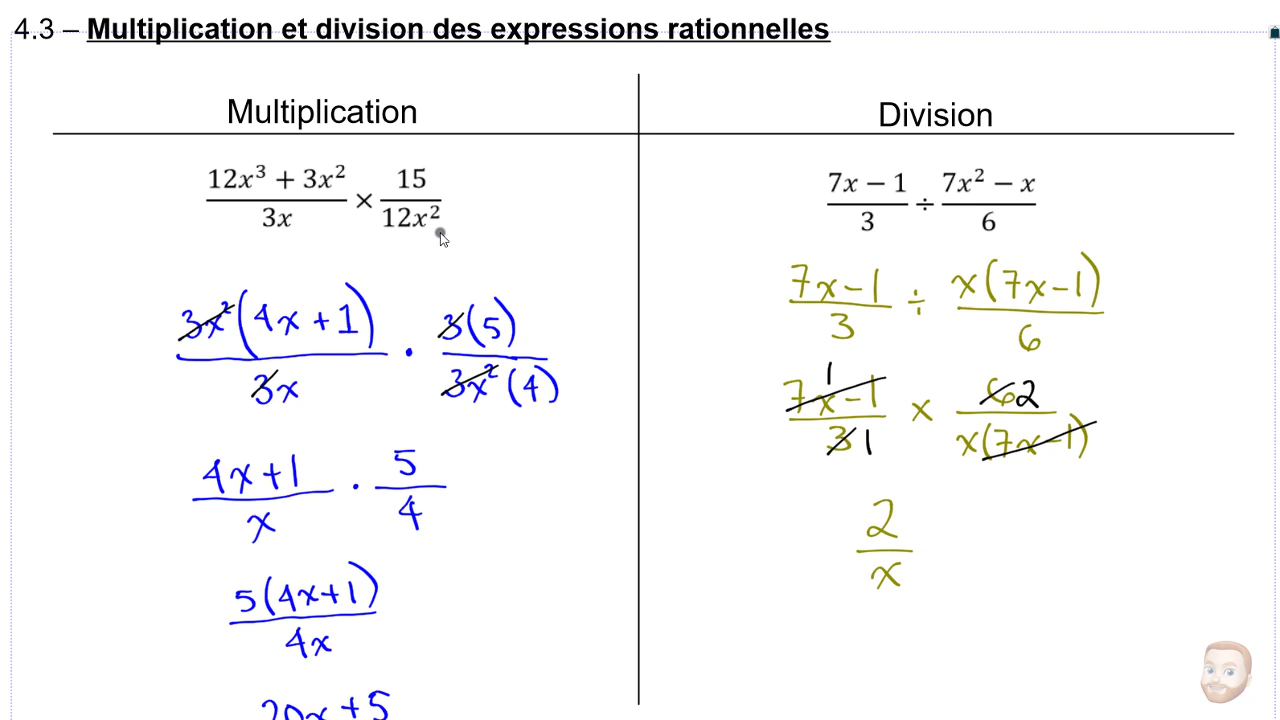 4.3 – Multiplication et division des expressions rationnelles
Multiplication
(12x³ + 3x²)/(3x) × 15/(12x²)
3x²(4x+1)/(3x) · 3(5)/(3x²(4))
(4x+1)/x · 5/4
5(4x+1)/(4x)
20x+5
Division
(7x − 1)/3 ÷ (7x² − x)/6
(7x−1)/3 ÷ x(7x−1)/6
1
(7x−1)/(3 1) × (6 2)/(x(7x−1))
2/x